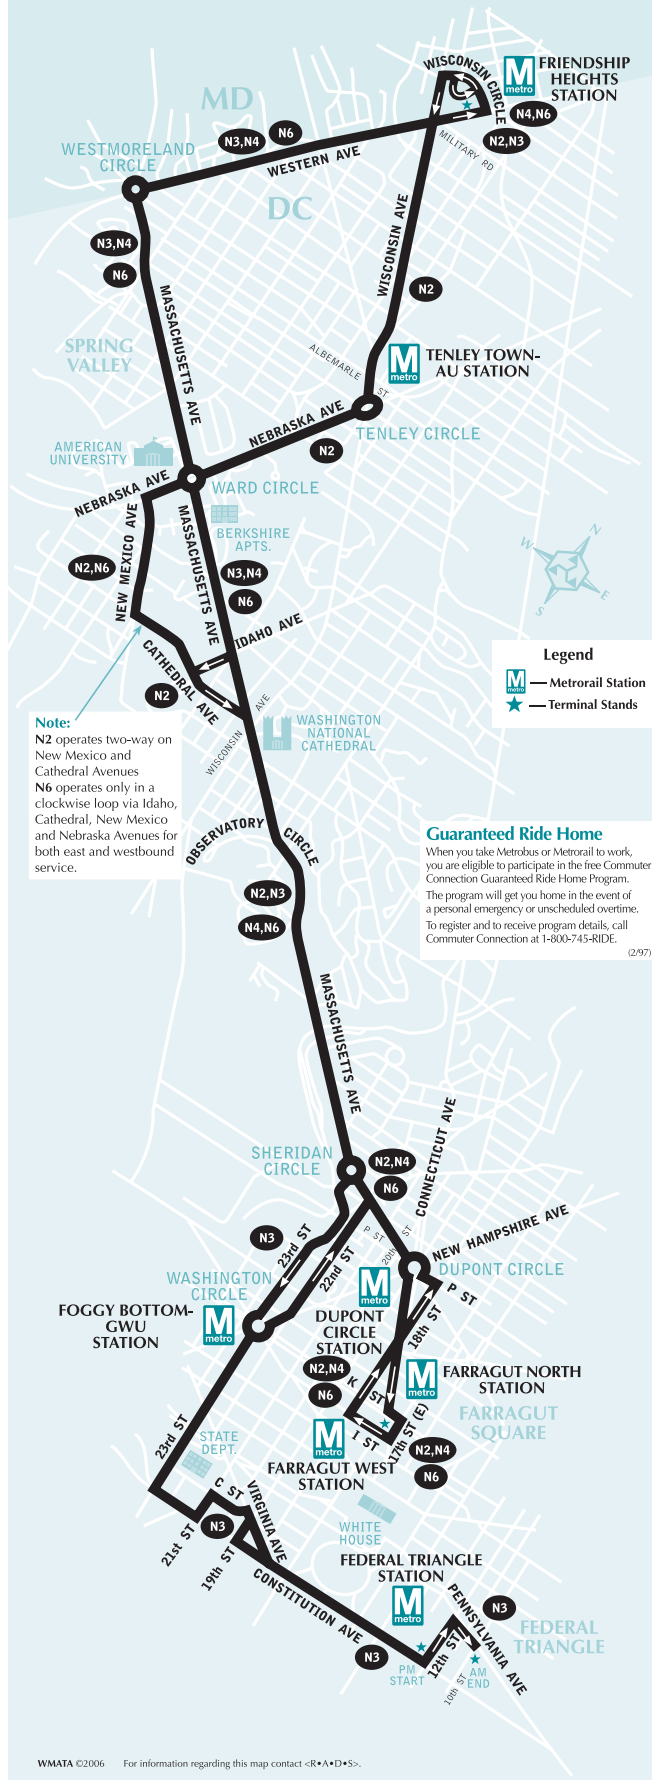 WISCONSIN CIRCLE
M
metro
FRIENDSHIP
HEIGHTS
STATION
MD
N4,N6
N2,N3
N6
N3,N4
WESTERN AVE
MILITARY RD
WESTMORELAND
CIRCLE
DC
N3,N4
N6
WISCONSIN AVE
N2
MASSACHUSETTS AVE
SPRING
VALLEY
ALBEMARLE ST.
M
metro
TENLEY TOWN-
AU STATION
NEBRASKA AVE
TENLEY CIRCLE
N2
AMERICAN
UNIVERSITY
NEBRASKA AVE
WARD CIRCLE
NEW MEXICO AVE
MASSACHUSETTS AVE
BERKSHIRE
APTS.
N
W
E
S
N2,N6
N3,N4
N6
IDAHO AVE
CATHEDRAL AVE
N2
Legend
M
metro
Metrorail Station
Terminal Stands
WISCONSIN AVE
WASHINGTON
NATIONAL
CATHEDRAL
Note:
N2 operates two-way on
New Mexico and
Cathedral Avenues
N6 operates only in a
clockwise loop via Idaho,
Cathedral, New Mexico
and Nebraska Avenues for
both east and westbound
service.
OBSERVATORY CIRCLE
Guaranteed Ride Home
When you take Metrobus or Metrorail to work,
you are eligible to participate in the free Commuter
Connection Guaranteed Ride Home Program.
The program will get you home in the event of
a personal emergency or unscheduled overtime.
To register and to receive program details, call
Commuter Connection at 1-800-745-RIDE.
(2/97)
N2,N3
N4,N6
MASSACHUSETTS AVE
SHERIDAN
CIRCLE
N2,N4
N6
CONNECTICUT AVE
N3
23rd ST
22nd ST
P ST
20th ST
NEW HAMPSHIRE AVE
DUPONT CIRCLE
WASHINGTON
CIRCLE
M
metro
P ST
FOGGY BOTTOM-
GWU
STATION
M
metro
DUPONT
CIRCLE
STATION
18th ST
N2,N4
N6
K ST
M
metro
FARRAGUT NORTH
STATION
FARRAGUT
SQUARE
23rd ST
STATE
DEPT.
M
metro
I ST
17th ST (E)
N2,N4
N6
FARRAGUT WEST
STATION
C ST
VIRGINIA AVE
WHITE
HOUSE
21st ST
N3
19th ST
FEDERAL TRIANGLE
STATION
M
metro
CONSTITUTION AVE
PENNSYLVANIA AVE
N3
FEDERAL
TRIANGLE
N3
PM
START
12th ST
10th ST
AM
END
WMATA ©2006 For information regarding this map contact <R•A•D•S>.